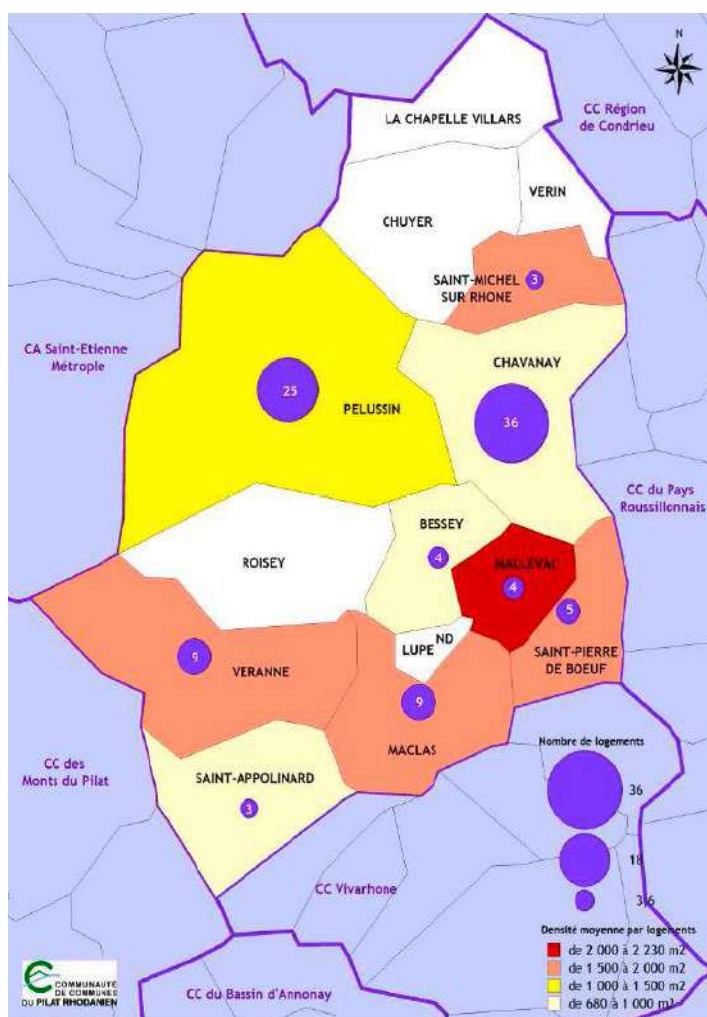 N
LA CHAPELLE VILLARS
CC Région
de Condrieu
VERIN
CHUYER
SAINT-MICHEL
SUR RHONE
3
CA Saint-Etienne
Métrople
CHAVANAY
25
PELUSSIN
36
CC du Pays
Roussillonnais
BESSEY
4
ROISEY
MALLEVAL
4
5
LUPE ND
SAINT-PIERRE
DE BOEUF
9
VERANNE
9
MACLAS
CC des
Monts du Pilat
SAINT-APPOLINARD
3
Nombre de logements
36
18
3,6
CC Vivarhone
Densité moyenne par logements
de 2 000 à 2 230 m2
de 1 500 à 2 000 m2
de 1 000 à 1 500 m2
de 680 à 1 000 m2
COMMUNAUTE
DE COMMUNES
DU PILAT RHODANIEN
CC du Bassin d'Annonay